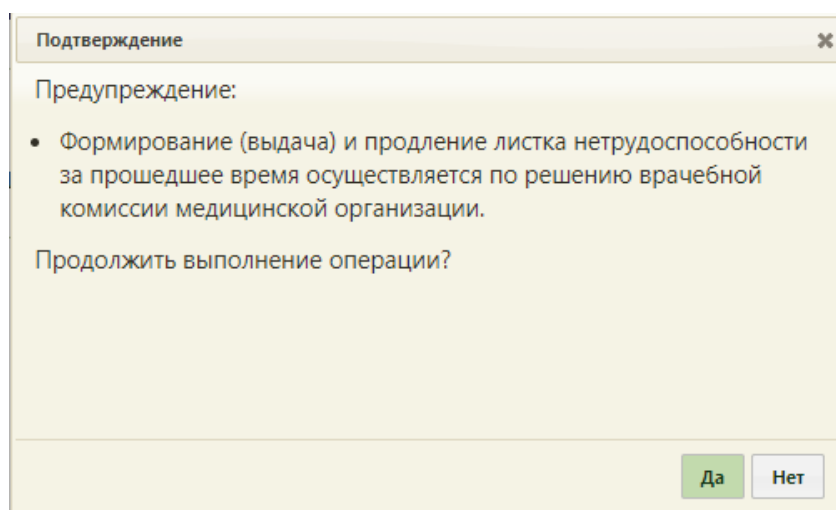 Подтверждение
Предупреждение:
• Формирование (выдача) и продление листка нетрудоспособности
за прошедшее время осуществляется по решению врачебной
комиссии медицинской организации.
Продолжить выполнение операции?
Да Нет